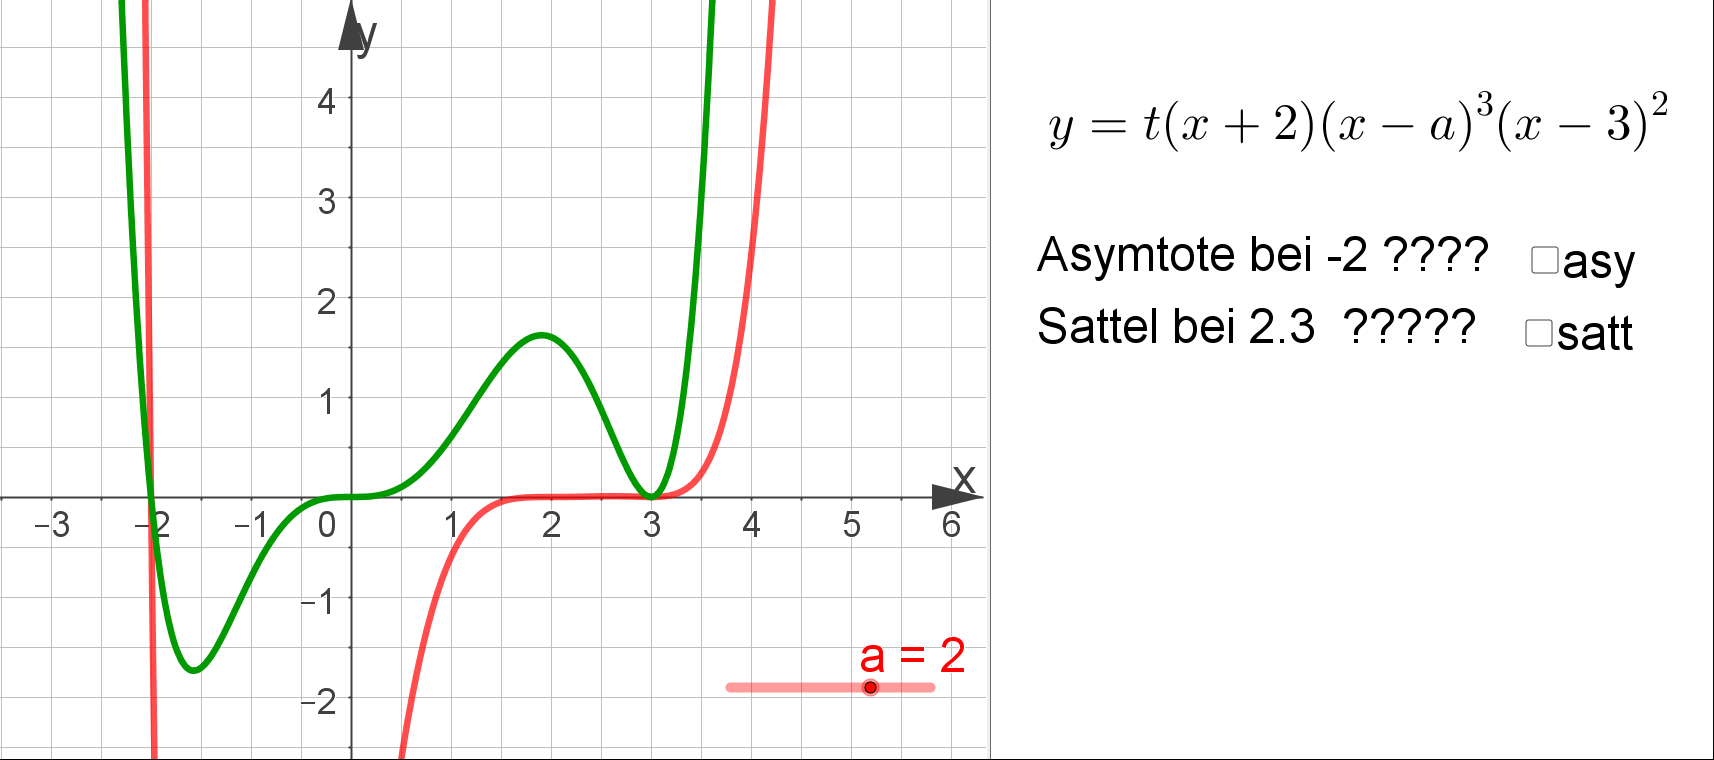 y
4
3
2
1
x
−3 −2 −1 0 1 2 3 4 5 6
−1
a = 2
−2
y = t(x + 2)(x − a)³(x − 3)²
Asymtote bei -2 ???? asy
Sattel bei 2.3 ????? satt